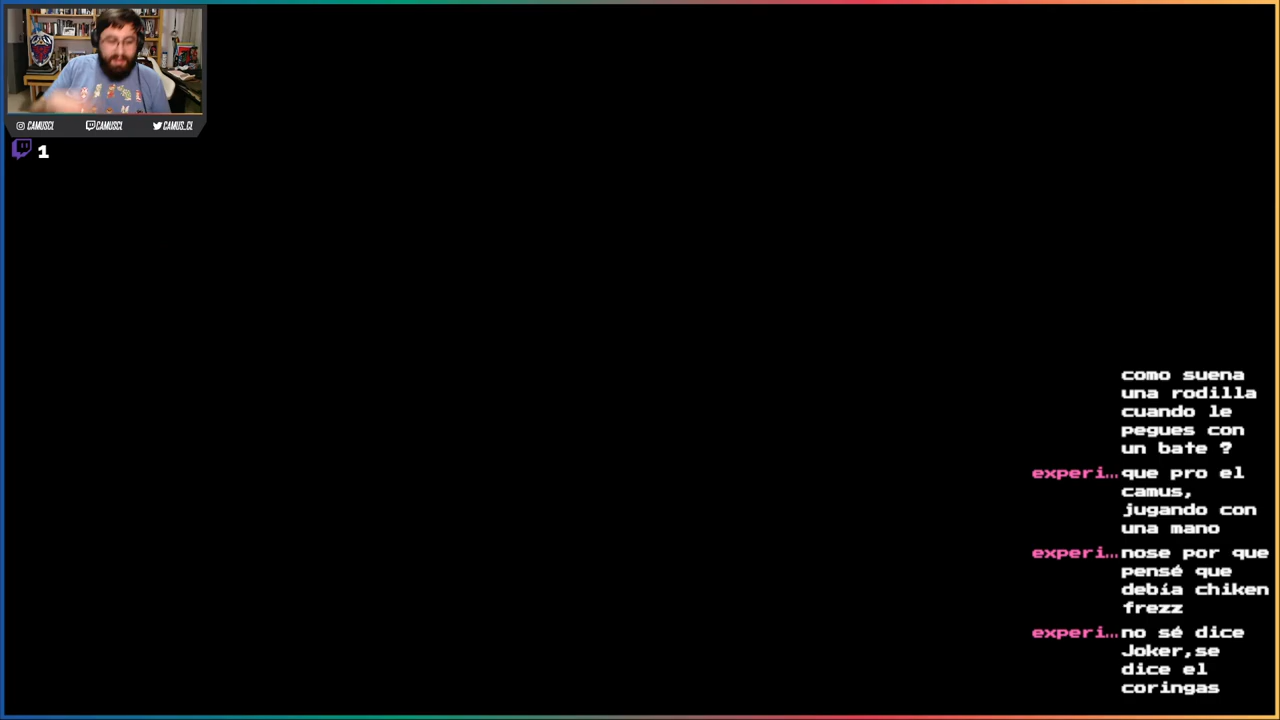 CAMUSCL
CAMUSCL
CAMUS_CL
1
como suena
una rodilla
cuando le
pegues con
un bate ?
experi… que pro el
camus,
jugando con
una mano
experi… nose por que
pensé que
debía chiken
frezz
experi… no sé dice
Joker,se
dice el
coringas